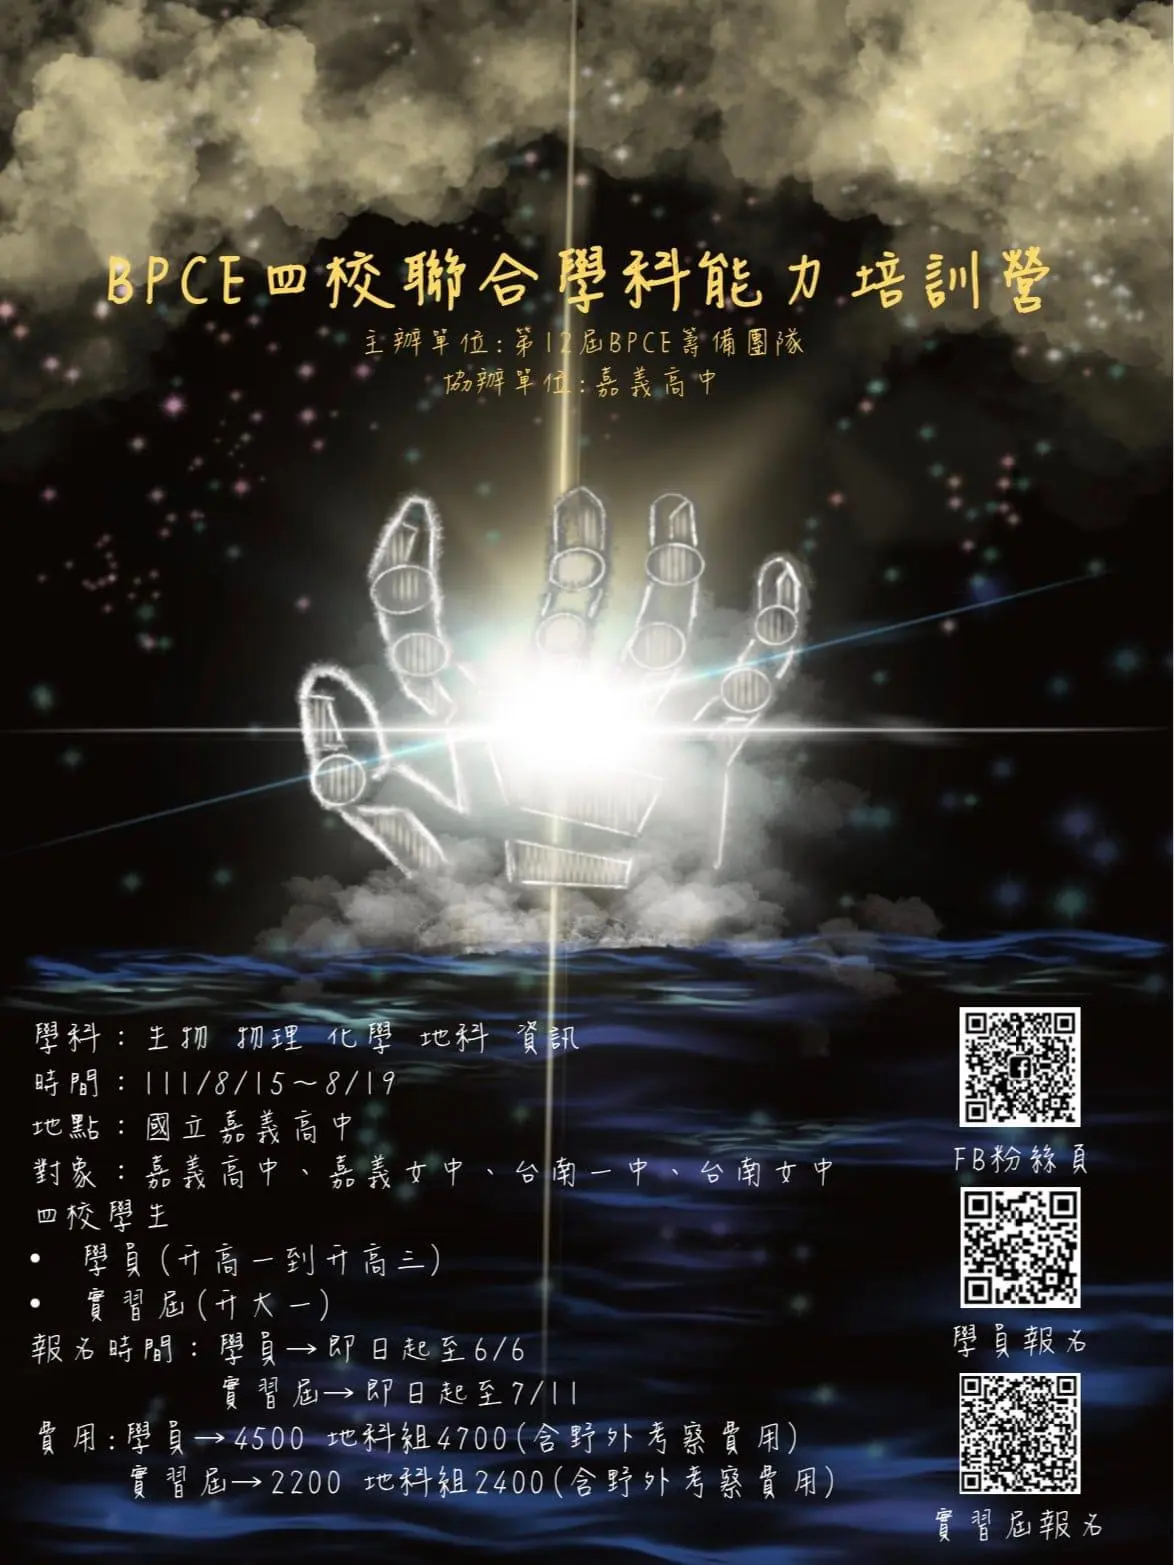 BPCE四校聯合學科能力培訓營
主辦單位:第12屆BPCE籌備團隊
協辦單位:嘉義高中
學科：生物 物理 化學 地科 資訊
時間：111/8/15～8/19
地點：國立嘉義高中
對象：嘉義高中、嘉義女中、台南一中、台南女中
四校學生
• 學員(升高一到升高三)
• 實習屆(升大一)
報名時間：學員→即日起至6/6
實習屆→即日起至7/11
費用:學員→4500 地科組4700(含野外考察費用)
實習屆→2200 地科組2400(含野外考察費用)
FB粉絲頁
學員報名
實習屆報名